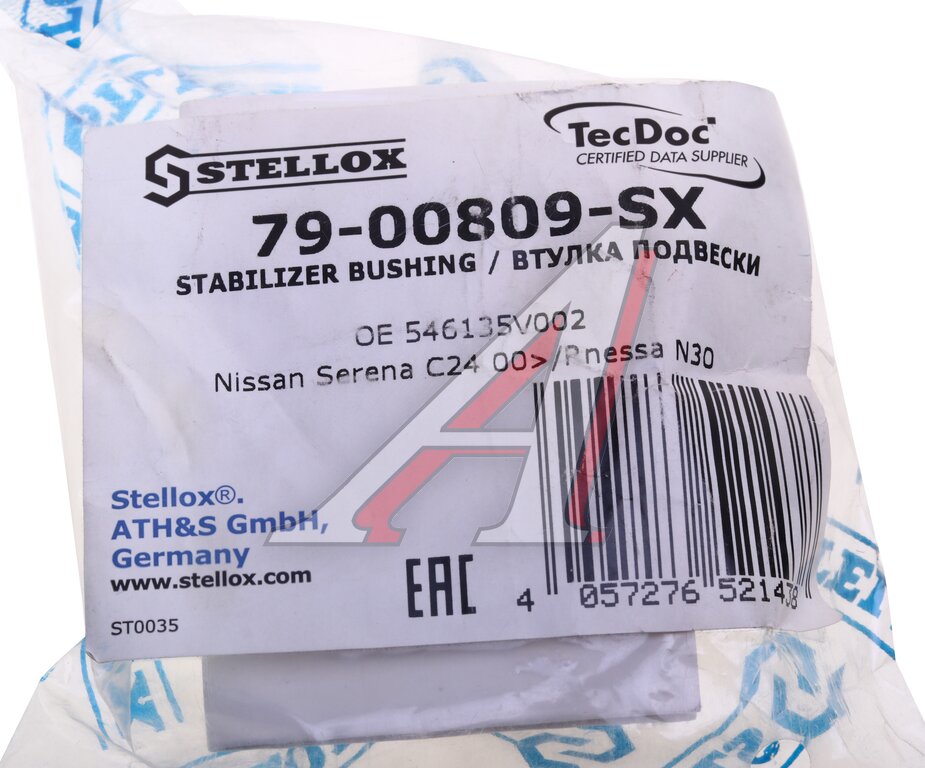 STELLOX
TecDoc
CERTIFIED DATA SUPPLIER
79-00809-SX
STABILIZER BUSHING / ВТУЛКА ПОДВЕСКИ
OE 546135V002
Nissan Serena C24 00>/Pnessa N30
Stellox®.
ATH&S GmbH,
Germany
www.stellox.com
EAC
4 057276 521438
ST0035